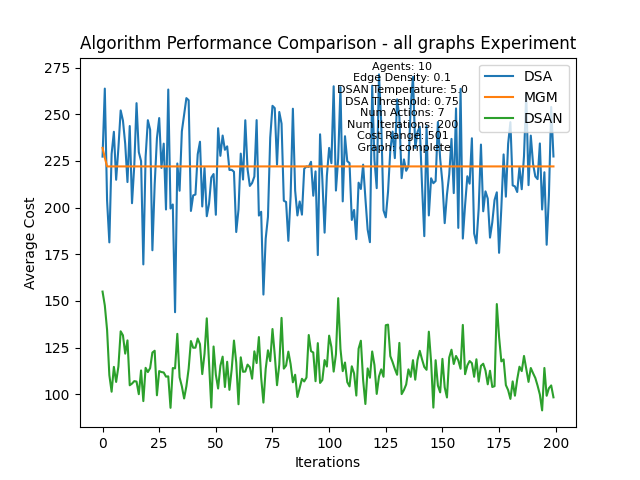 Algorithm Performance Comparison - all graphs Experiment
Agents: 10
Edge Density: 0.1
DSAN Temperature: 5.0
DSA Threshold: 0.75
Num Actions: 7
Num Iterations: 200
Cost Range: 501
Graph: complete
DSA
MGM
DSAN
Average Cost
275
250
225
200
175
150
125
100
0 25 50 75 100 125 150 175 200
Iterations